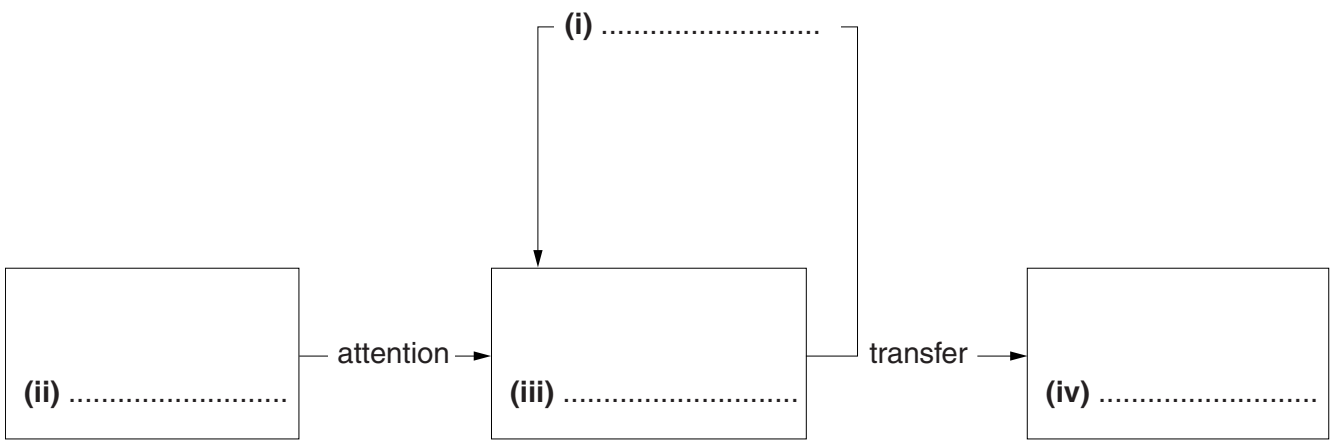 (i) ...........................
attention
transfer
(ii) ...........................
(iii) .............................
(iv) ...........................